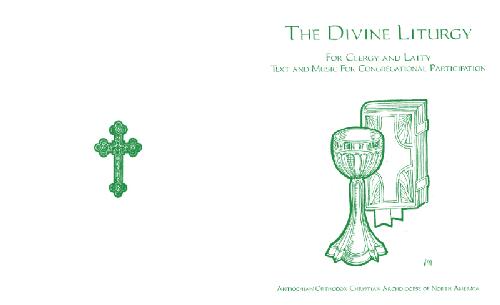 The Divine Liturgy
For Clergy and Laity
Text and Music For Congregational Participation
Antiochian Orthodox Christian Archdiocese of North America